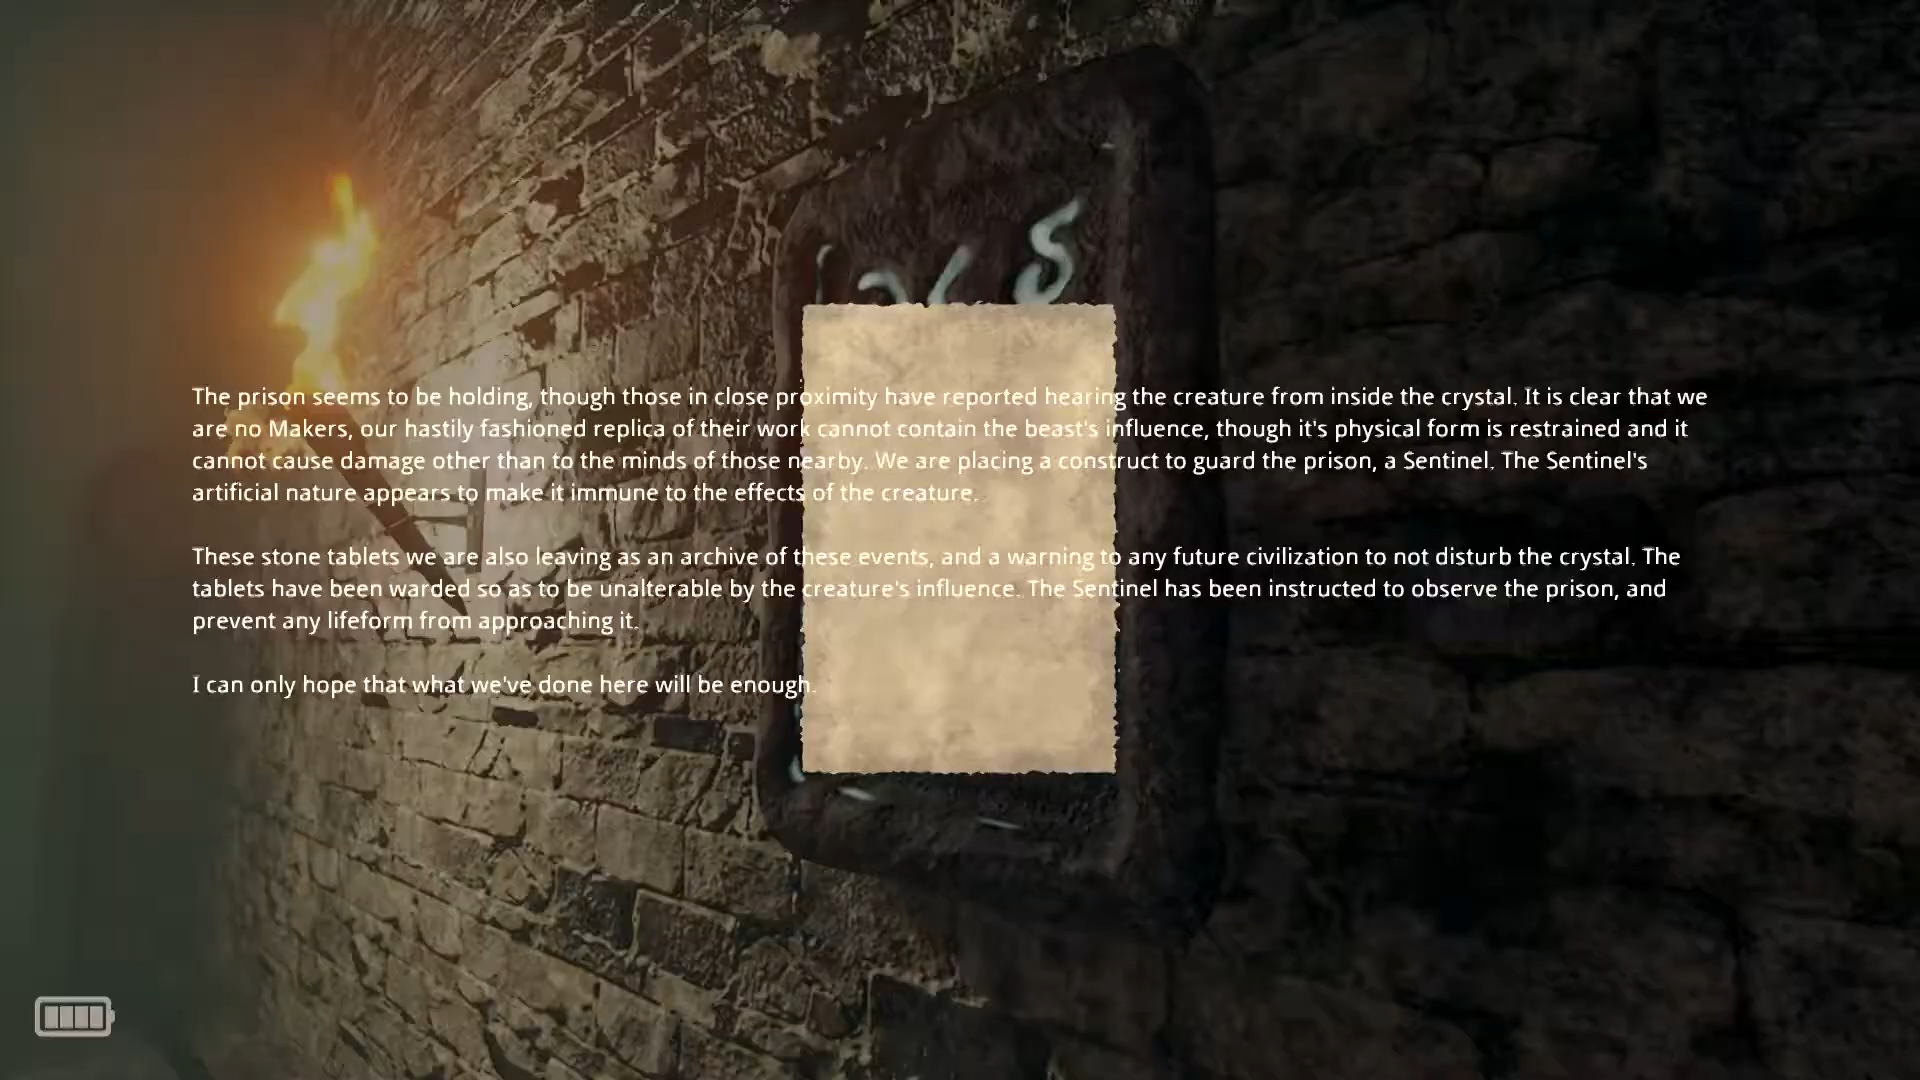 The prison seems to be holding, though those in close proximity have reported hearing the creature from inside the crystal. It is clear that we
are no Makers, our hastily fashioned replica of their work cannot contain the beast's influence, though it's physical form is restrained and it
cannot cause damage other than to the minds of those nearby. We are placing a construct to guard the prison, a Sentinel. The Sentinel's
artificial nature appears to make it immune to the effects of the creature.
These stone tablets we are also leaving as an archive of these events, and a warning to any future civilization to not disturb the crystal. The
tablets have been warded so as to be unalterable by the creature's influence. The Sentinel has been instructed to observe the prison, and
prevent any lifeform from approaching it.
I can only hope that what we've done here will be enough.